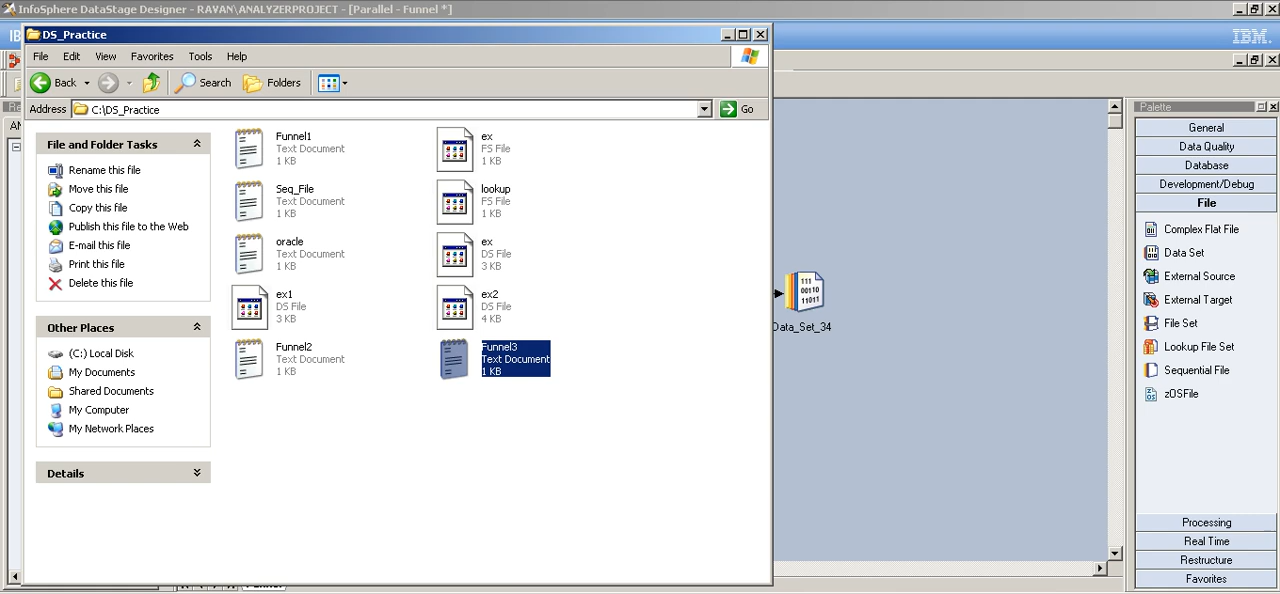 InfoSphere DataStage Designer - RAVAN\ANALYZERPROJECT - [Parallel - Funnel *]
IBM.
DS_Practice
File Edit View Favorites Tools Help
Back Search Folders
Address C:\DS_Practice Go
File and Folder Tasks
Rename this file
Move this file
Copy this file
Publish this file to the Web
E-mail this file
Print this file
Delete this file
Other Places
(C:) Local Disk
My Documents
Shared Documents
My Computer
My Network Places
Details
Funnel1
Text Document
1 KB
ex
FS File
1 KB
Seq_File
Text Document
1 KB
lookup
FS File
1 KB
oracle
Text Document
1 KB
ex
DS File
3 KB
ex1
DS File
3 KB
ex2
DS File
4 KB
Funnel2
Text Document
1 KB
Funnel3
Text Document
1 KB
111
00110
11011
Data_Set_34
Palette
General
Data Quality
Database
Development/Debug
File
Complex Flat File
Data Set
External Source
External Target
File Set
Lookup File Set
Sequential File
zOSFile
Processing
Real Time
Restructure
Favorites